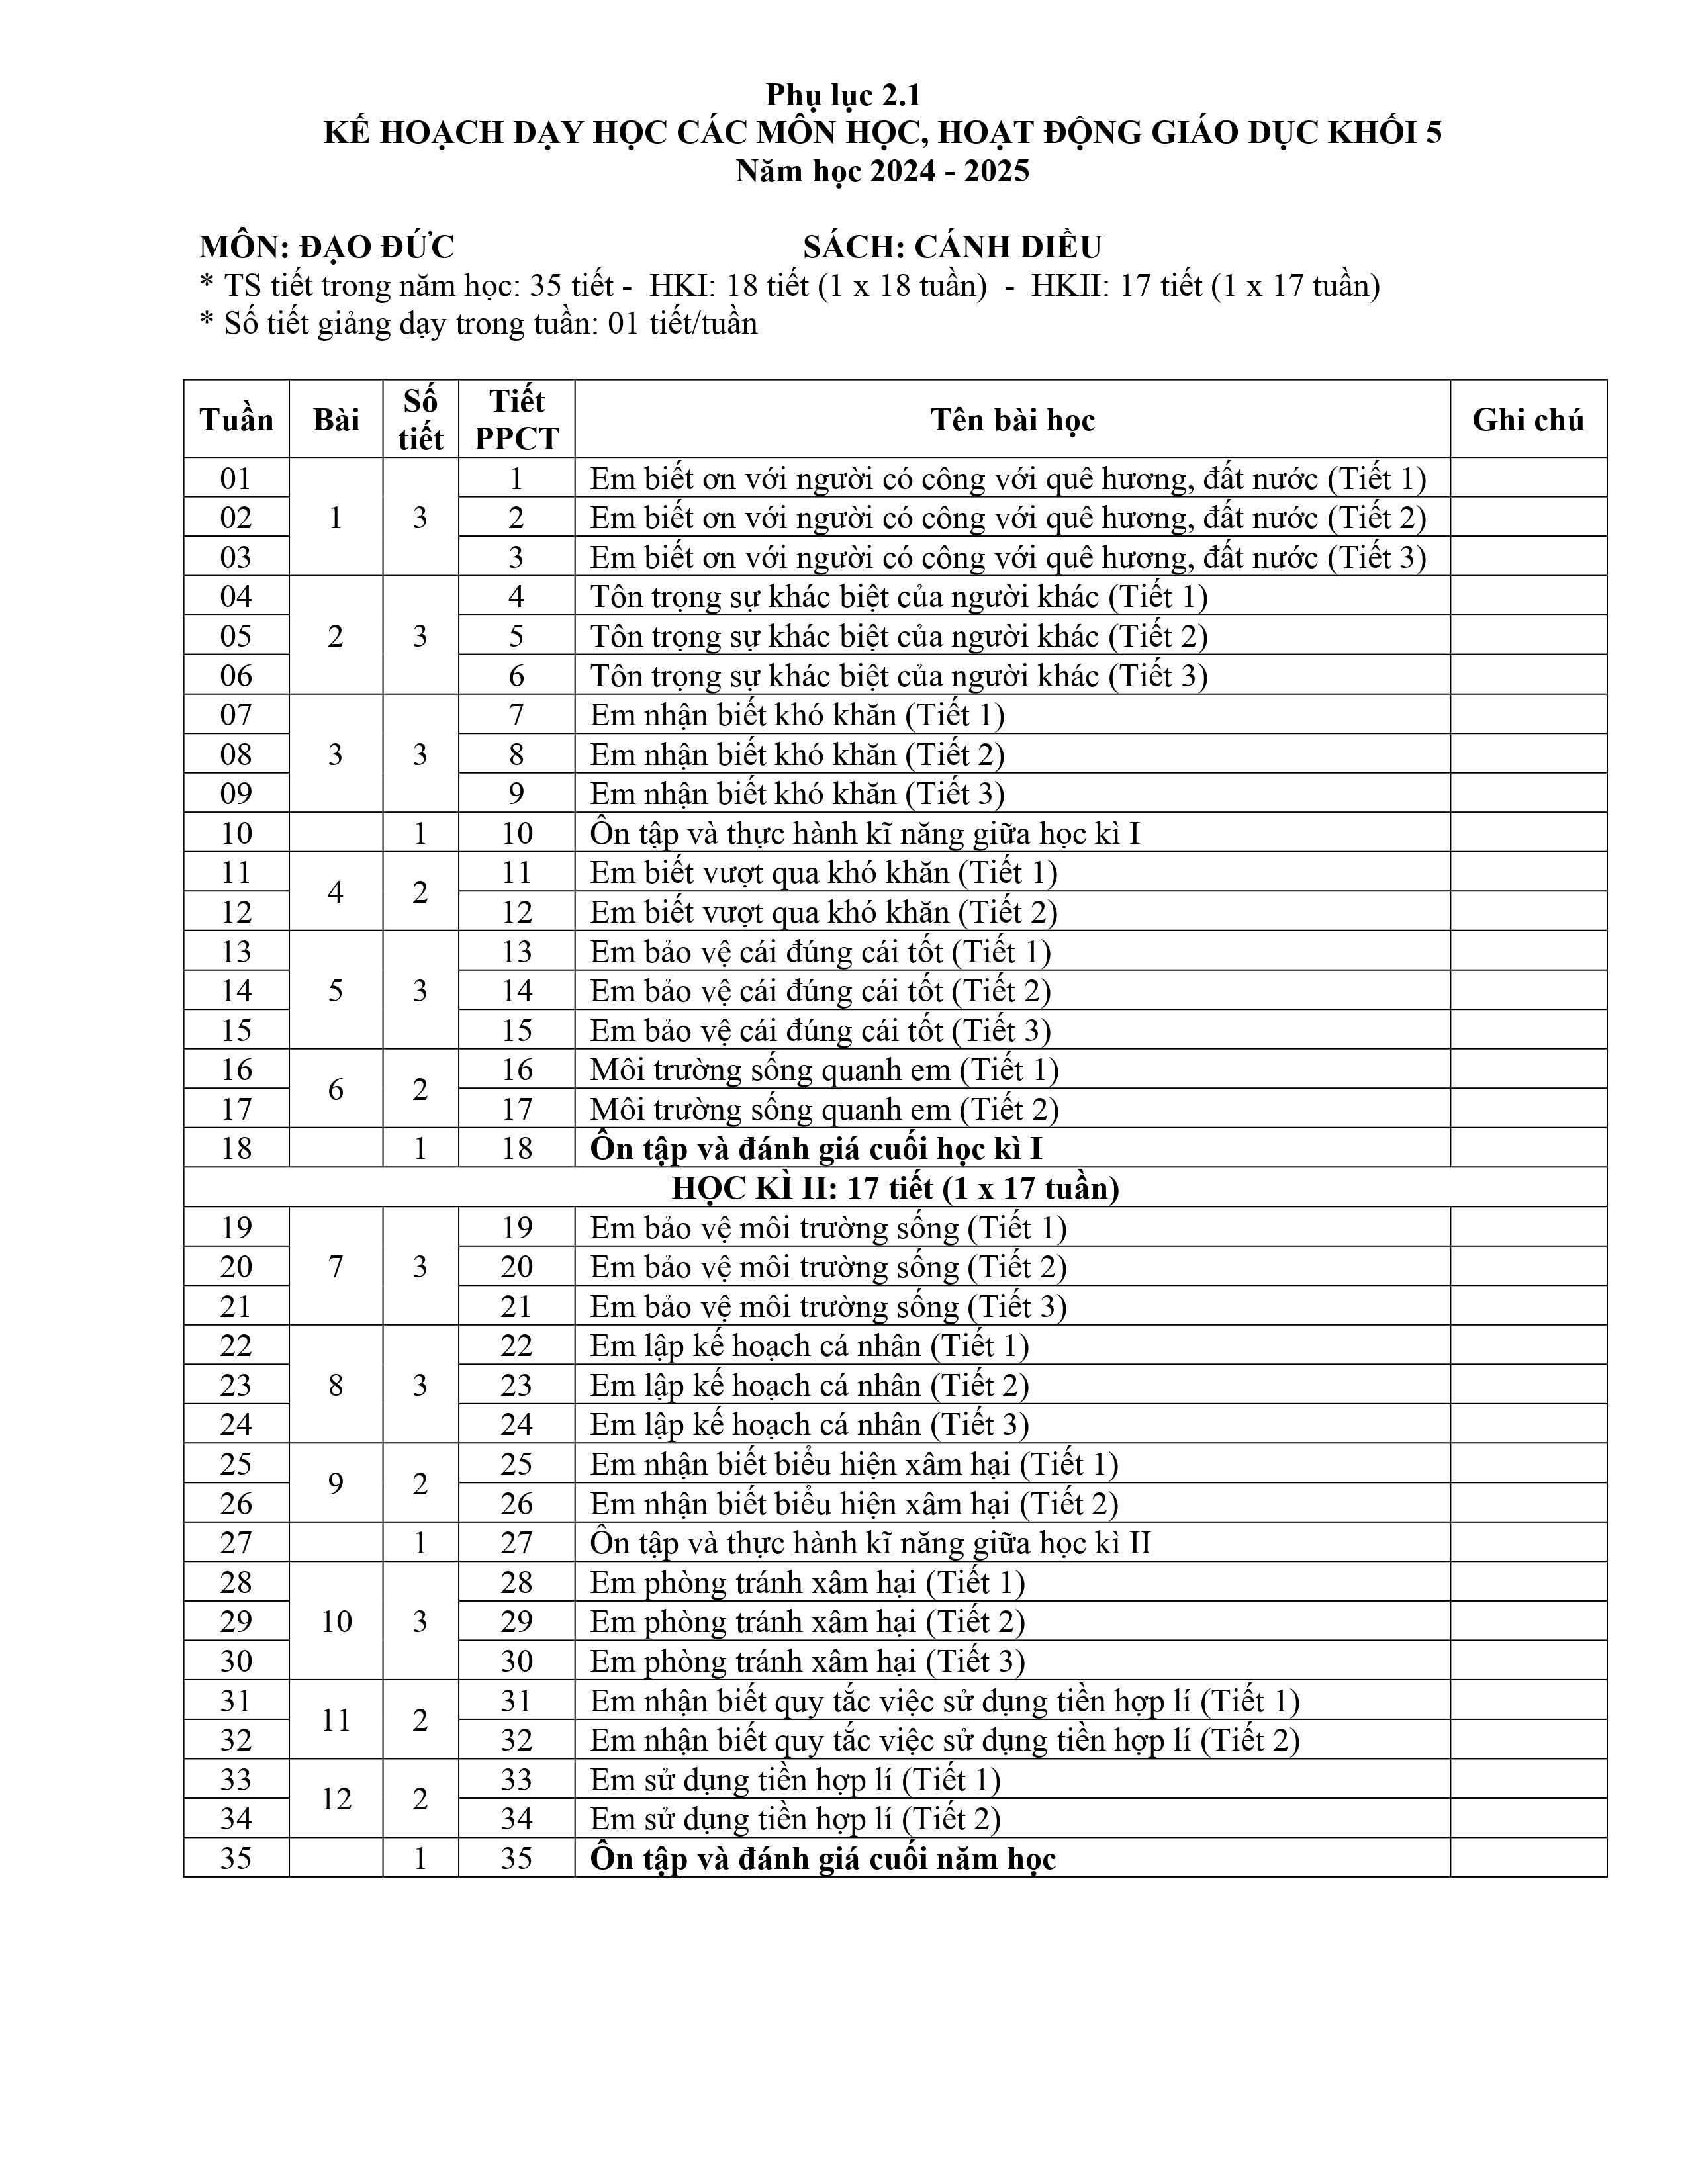 Phụ lục 2.1
KẾ HOẠCH DẠY HỌC CÁC MÔN HỌC, HOẠT ĐỘNG GIÁO DỤC KHỐI 5
Năm học 2024 - 2025
MÔN: ĐẠO ĐỨC SÁCH: CÁNH DIỀU
* TS tiết trong năm học: 35 tiết - HKI: 18 tiết (1 x 18 tuần) - HKII: 17 tiết (1 x 17 tuần)
* Số tiết giảng dạy trong tuần: 01 tiết/tuần
Tuần Bài Số tiết Tiết PPCT Tên bài học Ghi chú
01 1 3 1 Em biết ơn với người có công với quê hương, đất nước (Tiết 1)
02 2 Em biết ơn với người có công với quê hương, đất nước (Tiết 2)
03 3 Em biết ơn với người có công với quê hương, đất nước (Tiết 3)
04 2 3 4 Tôn trọng sự khác biệt của người khác (Tiết 1)
05 5 Tôn trọng sự khác biệt của người khác (Tiết 2)
06 6 Tôn trọng sự khác biệt của người khác (Tiết 3)
07 3 3 7 Em nhận biết khó khăn (Tiết 1)
08 8 Em nhận biết khó khăn (Tiết 2)
09 9 Em nhận biết khó khăn (Tiết 3)
10 1 10 Ôn tập và thực hành kĩ năng giữa học kì I
11 4 2 11 Em biết vượt qua khó khăn (Tiết 1)
12 12 Em biết vượt qua khó khăn (Tiết 2)
13 5 3 13 Em bảo vệ cái đúng cái tốt (Tiết 1)
14 14 Em bảo vệ cái đúng cái tốt (Tiết 2)
15 15 Em bảo vệ cái đúng cái tốt (Tiết 3)
16 6 2 16 Môi trường sống quanh em (Tiết 1)
17 17 Môi trường sống quanh em (Tiết 2)
18 1 18 Ôn tập và đánh giá cuối học kì I
HỌC KÌ II: 17 tiết (1 x 17 tuần)
19 7 3 19 Em bảo vệ môi trường sống (Tiết 1)
20 20 Em bảo vệ môi trường sống (Tiết 2)
21 21 Em bảo vệ môi trường sống (Tiết 3)
22 8 3 22 Em lập kế hoạch cá nhân (Tiết 1)
23 23 Em lập kế hoạch cá nhân (Tiết 2)
24 24 Em lập kế hoạch cá nhân (Tiết 3)
25 9 2 25 Em nhận biết biểu hiện xâm hại (Tiết 1)
26 26 Em nhận biết biểu hiện xâm hại (Tiết 2)
27 1 27 Ôn tập và thực hành kĩ năng giữa học kì II
28 10 3 28 Em phòng tránh xâm hại (Tiết 1)
29 29 Em phòng tránh xâm hại (Tiết 2)
30 30 Em phòng tránh xâm hại (Tiết 3)
31 11 2 31 Em nhận biết quy tắc việc sử dụng tiền hợp lí (Tiết 1)
32 32 Em nhận biết quy tắc việc sử dụng tiền hợp lí (Tiết 2)
33 12 2 33 Em sử dụng tiền hợp lí (Tiết 1)
34 34 Em sử dụng tiền hợp lí (Tiết 2)
35 1 35 Ôn tập và đánh giá cuối năm học